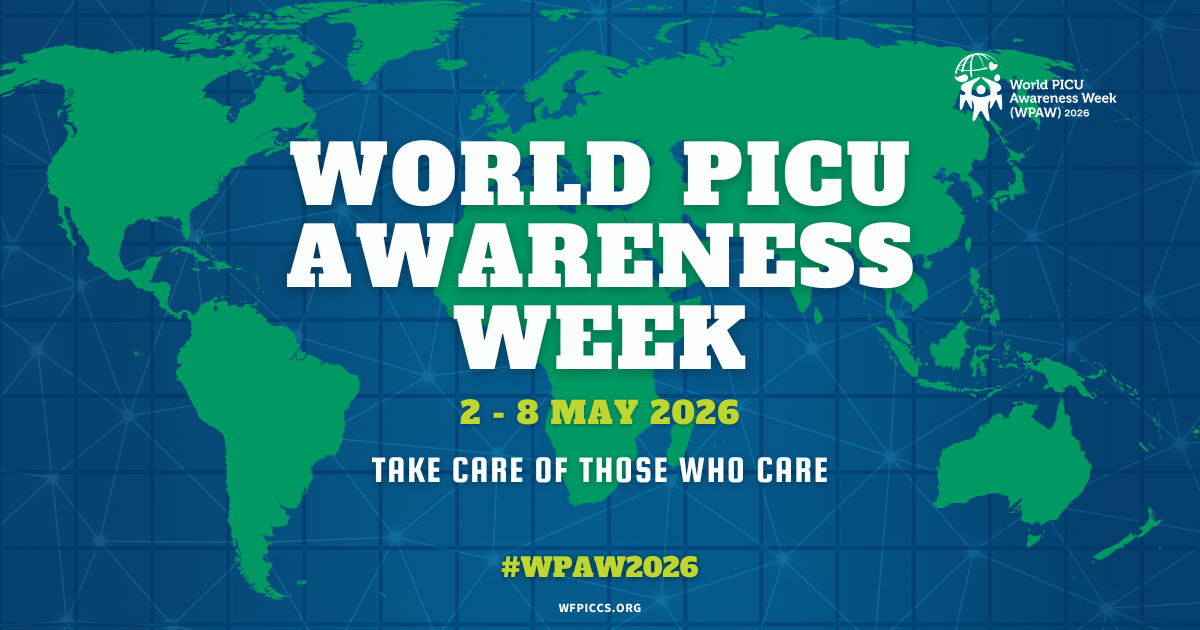 World PICU
Awareness Week
(WPAW) 2026
WORLD PICU
AWARENESS
WEEK
2 - 8 MAY 2026
TAKE CARE OF THOSE WHO CARE
#WPAW2026
WFPICCS.ORG